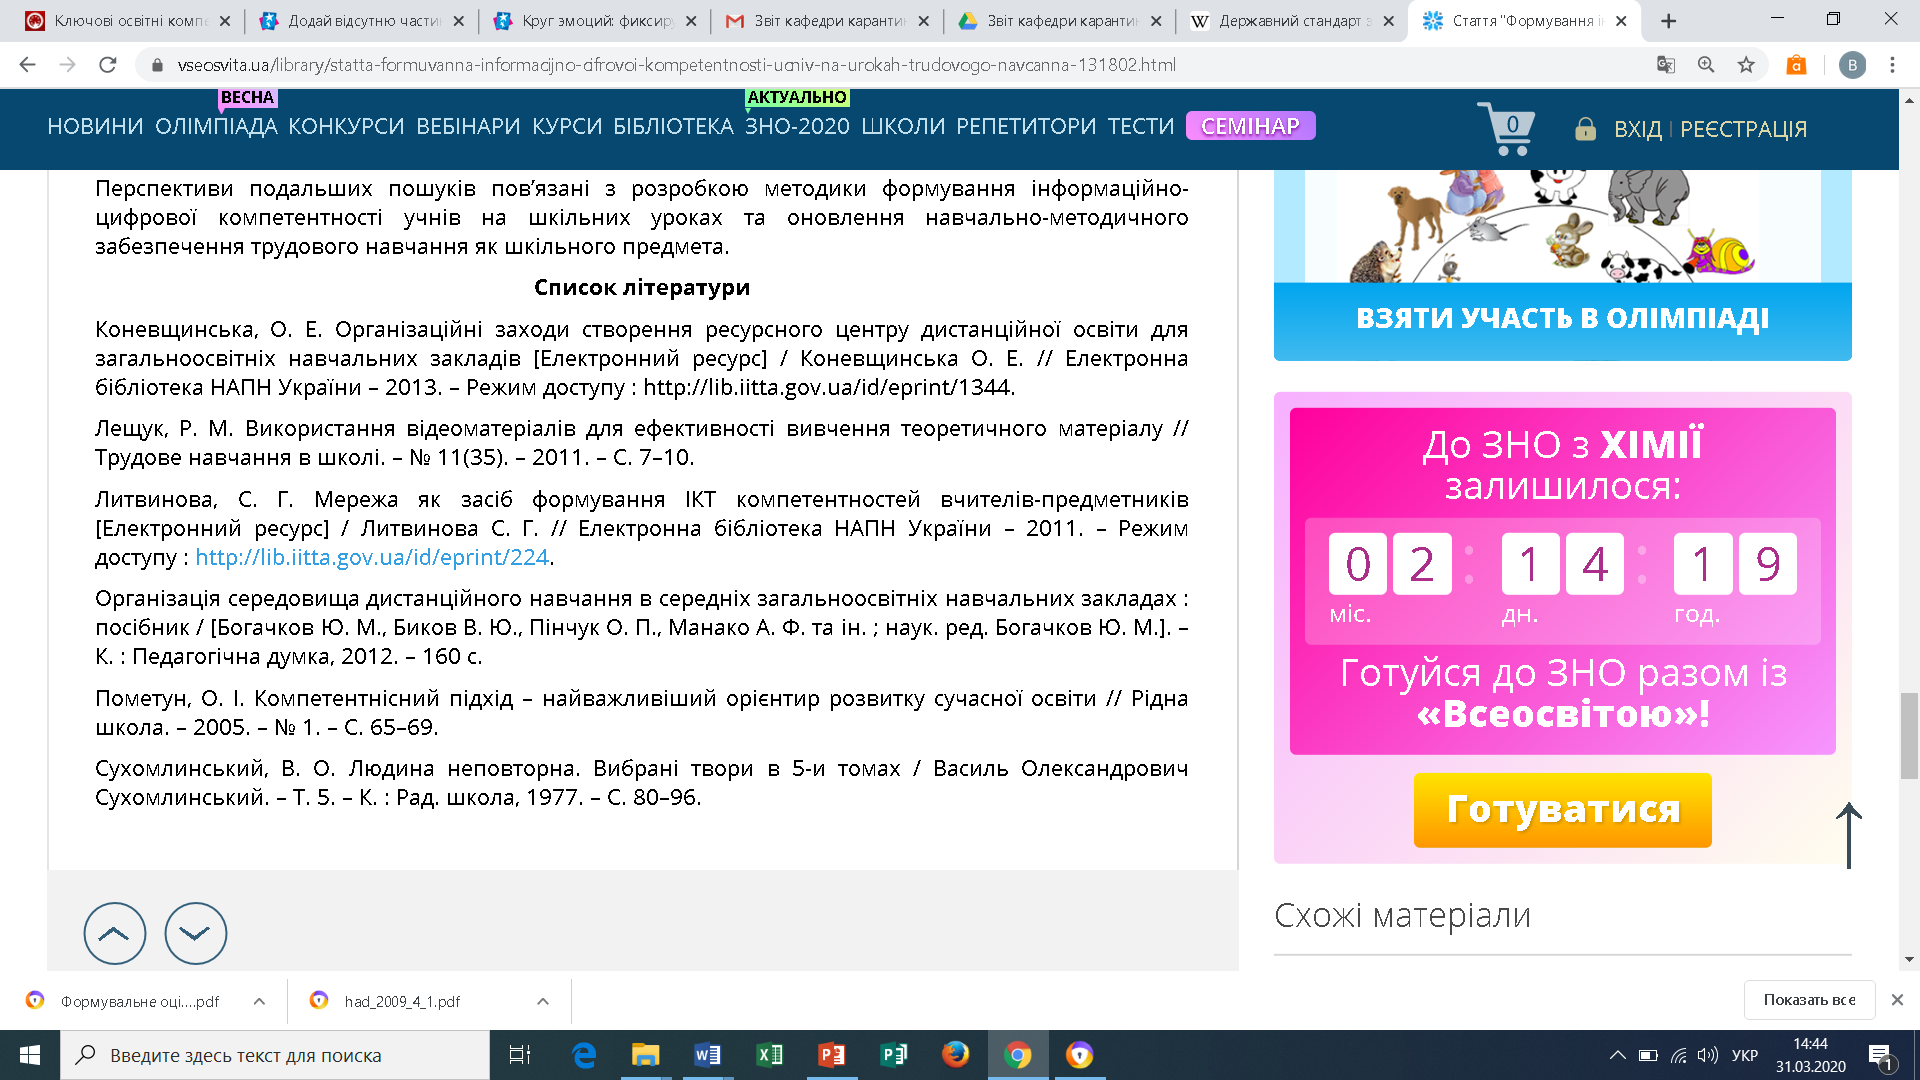 Ключові освітні комп
Додай відсутню части
Круг эмоций: фиксиру
Звіт кафедри карантин
Звіт кафедри карантин
Державний стандарт з
Стаття "Формування ін
vseosvita.ua/library/statta-formuvanna-informacijno-cifrovoi-kompetentnosti-ucniv-na-urokah-trudovogo-navcanna-131802.html
В
ВЕСНА
АКТУАЛЬНО
НОВИНИ ОЛІМПІАДА КОНКУРСИ ВЕБІНАРИ КУРСИ БІБЛІОТЕКА ЗНО-2020 ШКОЛИ РЕПЕТИТОРИ ТЕСТИ СЕМІНАР
0
ВХІД | РЕЄСТРАЦІЯ
Перспективи подальших пошуків пов’язані з розробкою методики формування інформаційно-
цифрової компетентності учнів на шкільних уроках та оновлення навчально-методичного
забезпечення трудового навчання як шкільного предмета.
Список літератури
Коневщинська, О. Е. Організаційні заходи створення ресурсного центру дистанційної освіти для
загальноосвітніх навчальних закладів [Електронний ресурс] / Коневщинська О. Е. // Електронна
бібліотека НАПН України – 2013. – Режим доступу : http://lib.iitta.gov.ua/id/eprint/1344.
Лещук, Р. М. Використання відеоматеріалів для ефективності вивчення теоретичного матеріалу //
Трудове навчання в школі. – № 11(35). – 2011. – С. 7–10.
Литвинова, С. Г. Мережа як засіб формування ІКТ компетентностей вчителів-предметників
[Електронний ресурс] / Литвинова С. Г. // Електронна бібліотека НАПН України – 2011. – Режим
доступу : http://lib.iitta.gov.ua/id/eprint/224.
Організація середовища дистанційного навчання в середніх загальноосвітніх навчальних закладах :
посібник / [Богачков Ю. М., Биков В. Ю., Пінчук О. П., Манако А. Ф. та ін. ; наук. ред. Богачков Ю. М.]. –
К. : Педагогічна думка, 2012. – 160 с.
Пометун, О. І. Компетентнісний підхід – найважливіший орієнтир розвитку сучасної освіти // Рідна
школа. – 2005. – № 1. – С. 65–69.
Сухомлинський, В. О. Людина неповторна. Вибрані твори в 5-и томах / Василь Олександрович
Сухомлинський. – Т. 5. – К. : Рад. школа, 1977. – С. 80–96.
ВЗЯТИ УЧАСТЬ В ОЛІМПІАДІ
До ЗНО з ХІМІЇ
залишилося:
02 : 14 : 19
міс. дн. год.
Готуйся до ЗНО разом із
«Всеосвітою»!
Готуватися
Схожі матеріали
Формувальне оці....pdf
had_2009_4_1.pdf
Показать все
Введите здесь текст для поиска
УКР
14:44
31.03.2020
1